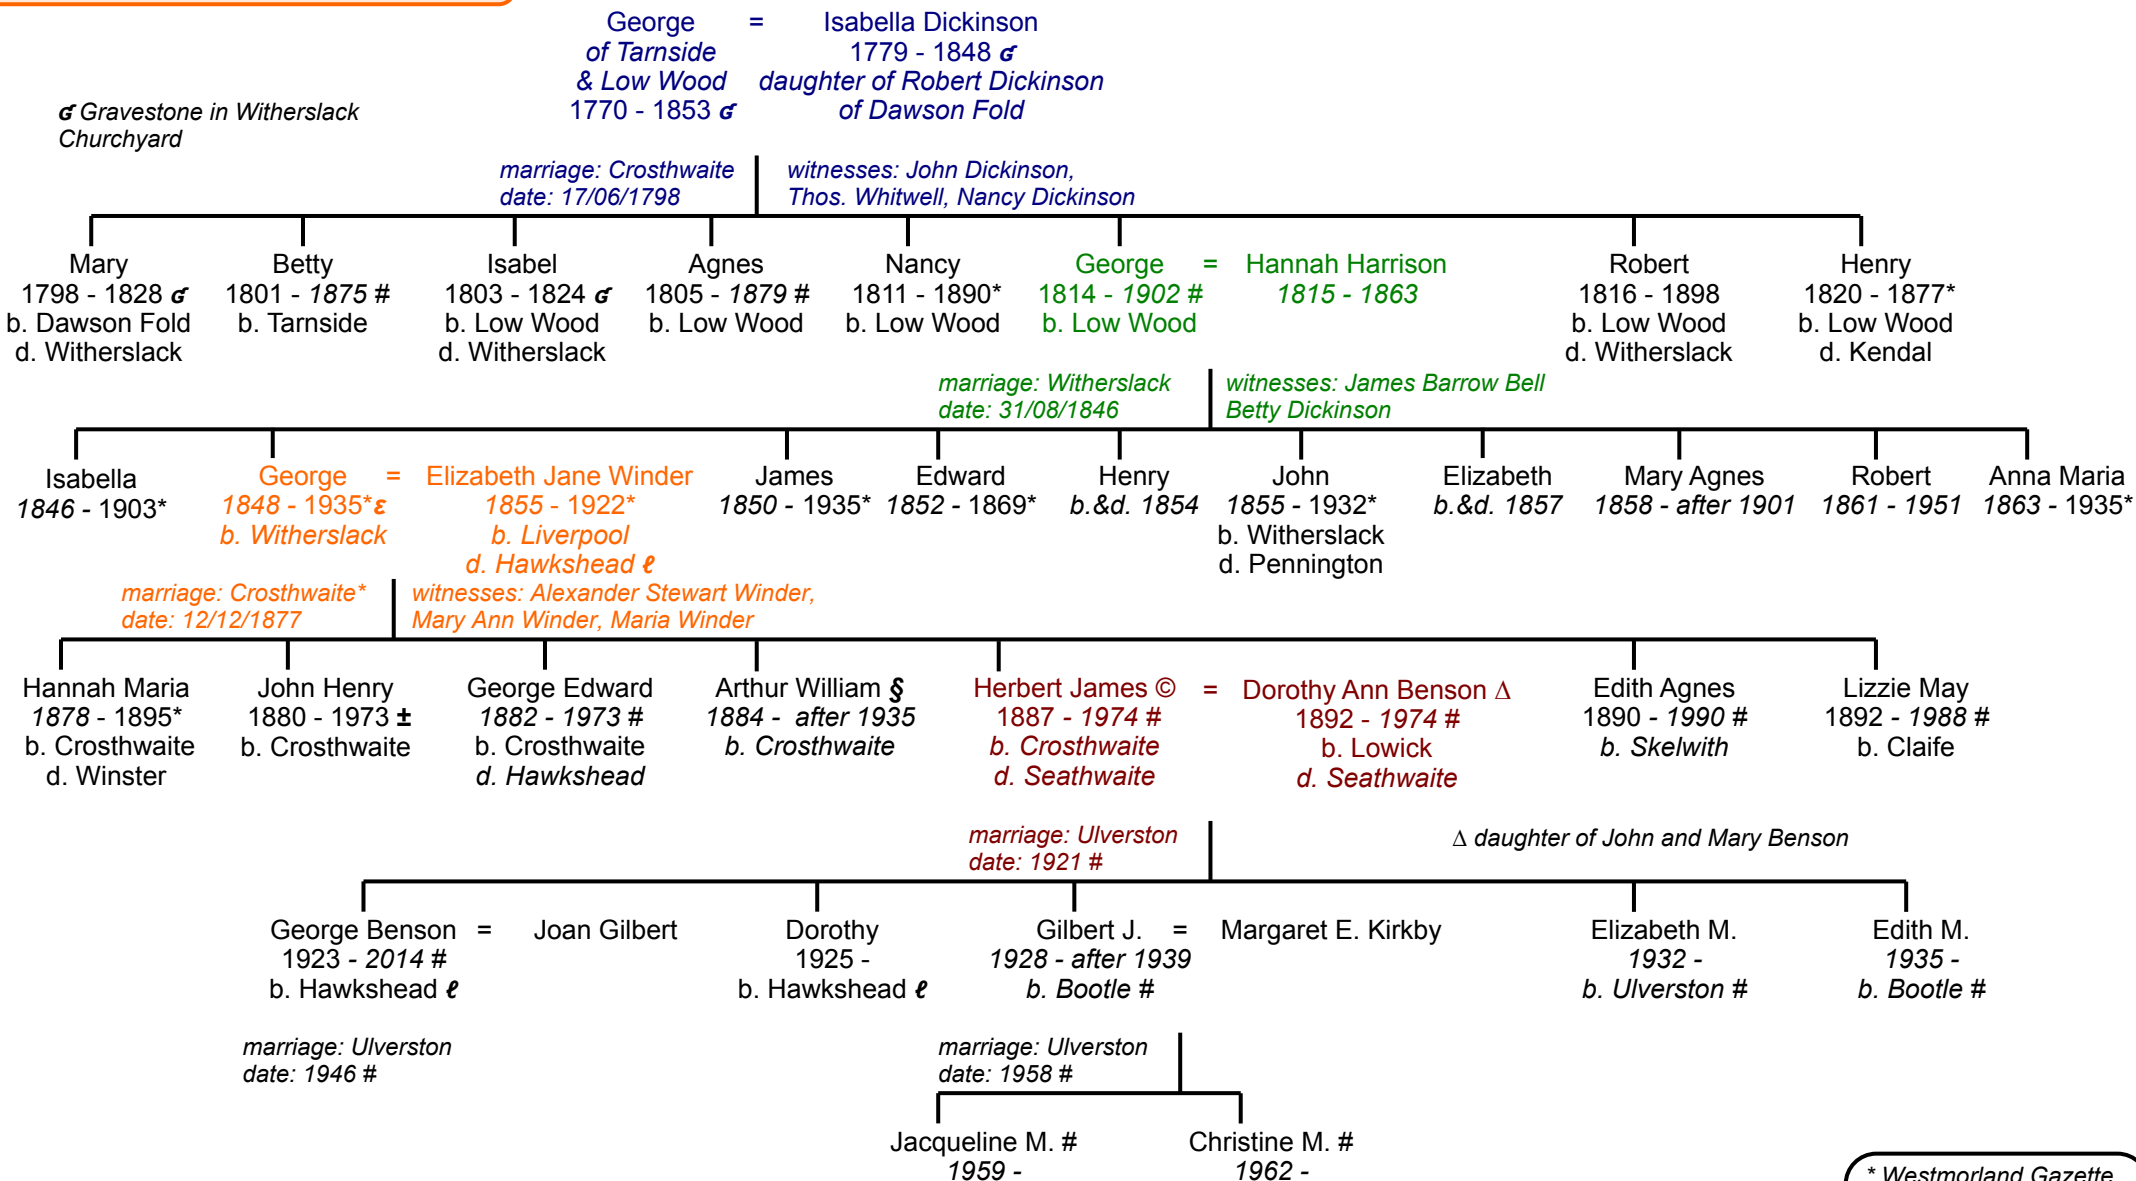 George = Isabella Dickinson
of Tarnside 1779 - 1848 ɠ
& Low Wood daughter of Robert Dickinson
1770 - 1853 ɠ of Dawson Fold
ɠ Gravestone in Witherslack
Churchyard
marriage: Crosthwaite witnesses: John Dickinson,
date: 17/06/1798 Thos. Whitwell, Nancy Dickinson
Mary Betty Isabel Agnes Nancy George = Hannah Harrison Robert Henry
1798 - 1828 ɠ 1801 - 1875 # 1803 - 1824 ɠ 1805 - 1879 # 1811 - 1890* 1814 - 1902 # 1815 - 1863 1816 - 1898 1820 - 1877*
b. Dawson Fold b. Tarnside b. Low Wood b. Low Wood b. Low Wood b. Low Wood b. Low Wood b. Low Wood
d. Witherslack d. Witherslack d. Witherslack d. Kendal
marriage: Witherslack witnesses: James Barrow Bell
date: 31/08/1846 Betty Dickinson
Isabella George = Elizabeth Jane Winder James Edward Henry John Elizabeth Mary Agnes Robert Anna Maria
1846 - 1903* 1848 - 1935*ε 1855 - 1922* 1850 - 1935* 1852 - 1869* b.&d. 1854 1855 - 1932* b.&d. 1857 1858 - after 1901 1861 - 1951 1863 - 1935*
b. Witherslack b. Liverpool b. Witherslack
d. Hawkshead ℓ d. Pennington
marriage: Crosthwaite* witnesses: Alexander Stewart Winder,
date: 12/12/1877 Mary Ann Winder, Maria Winder
Hannah Maria John Henry George Edward Arthur William § Herbert James © = Dorothy Ann Benson Δ Edith Agnes Lizzie May
1878 - 1895* 1880 - 1973 ± 1882 - 1973 # 1884 - after 1935 1887 - 1974 # 1892 - 1974 # 1890 - 1990 # 1892 - 1988 #
b. Crosthwaite b. Crosthwaite b. Crosthwaite b. Crosthwaite b. Crosthwaite b. Lowick b. Skelwith b. Claife
d. Winster d. Hawkshead d. Seathwaite d. Seathwaite
marriage: Ulverston Δ daughter of John and Mary Benson
date: 1921 #
George Benson = Joan Gilbert Dorothy Gilbert J. = Margaret E. Kirkby Elizabeth M. Edith M.
1923 - 2014 # 1925 - 1928 - after 1939 1932 - 1935 -
b. Hawkshead ℓ b. Hawkshead ℓ b. Bootle # b. Ulverston # b. Bootle #
marriage: Ulverston marriage: Ulverston
date: 1946 # date: 1958 #
Jacqueline M. # Christine M. #
1959 - 1962 -
* Westmorland Gazette